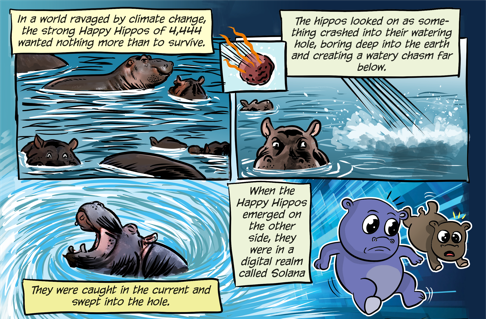 In a world ravaged by climate change,
the strong Happy Hippos of 4,444
wanted nothing more than to survive.
The hippos looked on as some-
thing crashed into their watering
hole, boring deep into the earth
and creating a watery chasm far
below.
They were caught in the current and
swept into the hole.
When the
Happy Hippos
emerged on
the other
side, they
were in a
digital realm
called Solana